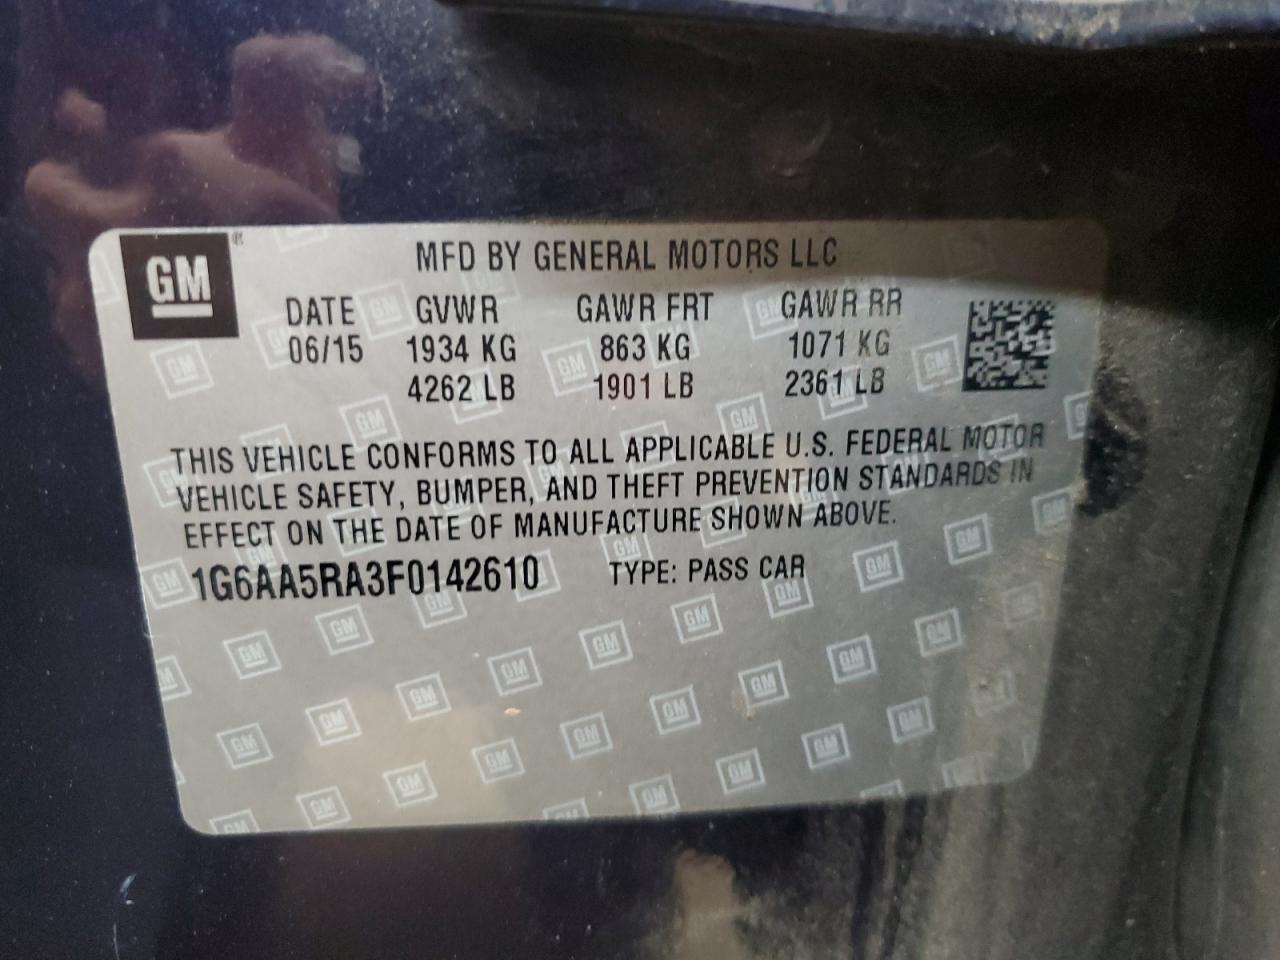 GM®
MFD BY GENERAL MOTORS LLC
DATE GVWR GAWR FRT GAWR RR
06/15 1934 KG 863 KG 1071 KG
4262 LB 1901 LB 2361 LB
THIS VEHICLE CONFORMS TO ALL APPLICABLE U.S. FEDERAL MOTOR
VEHICLE SAFETY, BUMPER, AND THEFT PREVENTION STANDARDS IN
EFFECT ON THE DATE OF MANUFACTURE SHOWN ABOVE.
1G6AA5RA3F0142610 TYPE: PASS CAR